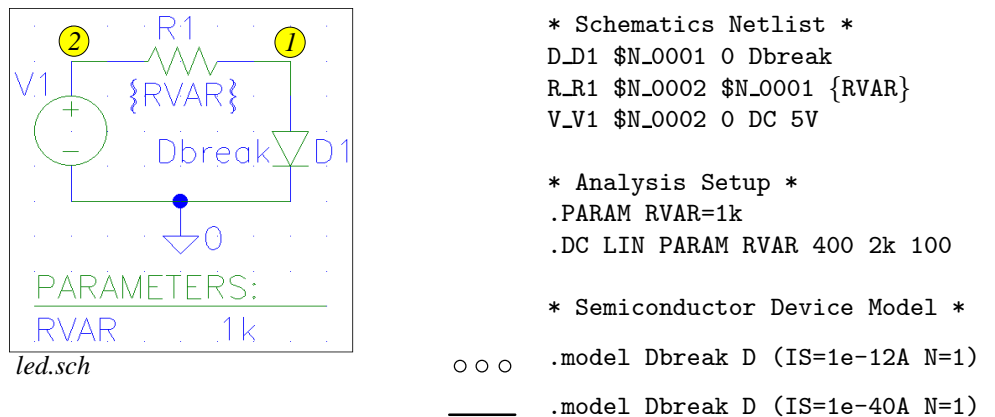 R1
2
1
V1
{RVAR}
+
−
Dbreak D1
0
PARAMETERS:
RVAR 1k
led.sch
* Schematics Netlist *
D_D1 $N_0001 0 Dbreak
R_R1 $N_0002 $N_0001 {RVAR}
V_V1 $N_0002 0 DC 5V
* Analysis Setup *
.PARAM RVAR=1k
.DC LIN PARAM RVAR 400 2k 100
* Semiconductor Device Model *
.model Dbreak D (IS=1e-12A N=1)
.model Dbreak D (IS=1e-40A N=1)